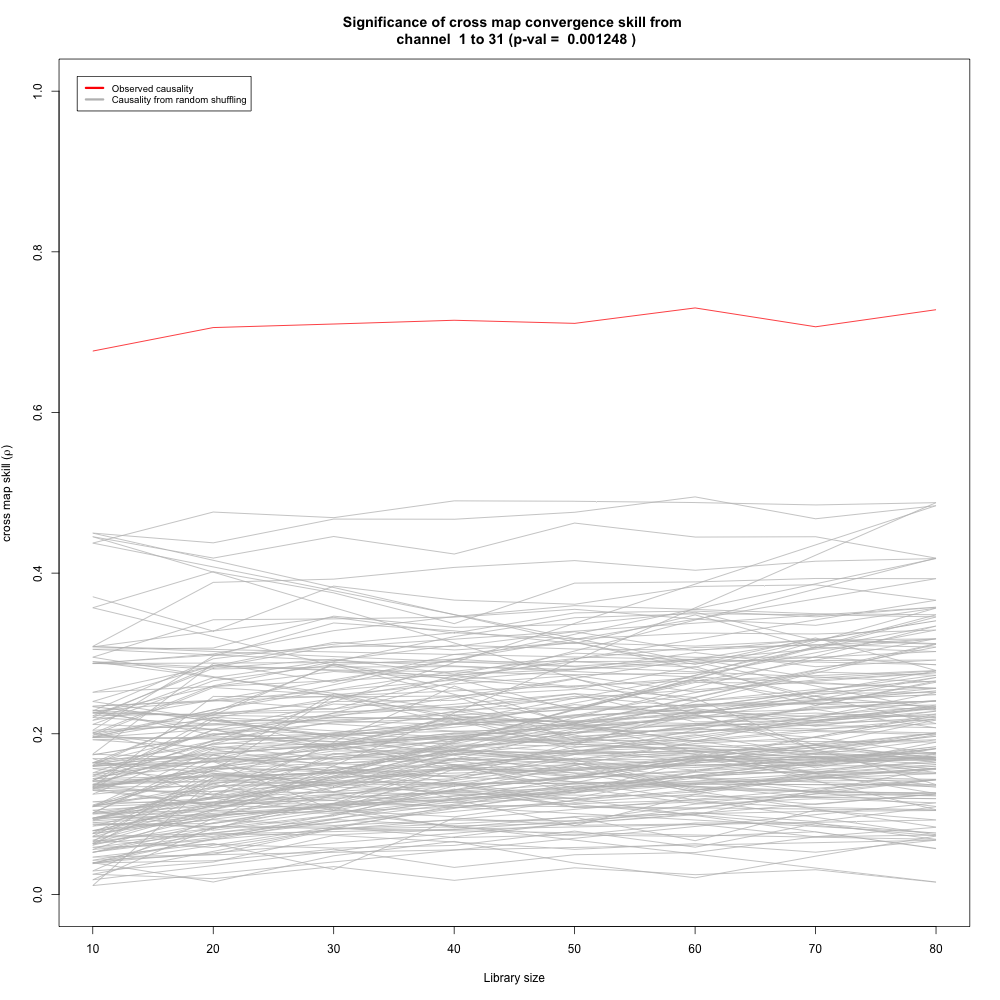 Significance of cross map convergence skill from
channel 1 to 31 (p-val = 0.001248 )
Observed causality
Causality from random shuffling
cross map skill (ρ)
1.0
0.8
0.6
0.4
0.2
0.0
10 20 30 40 50 60 70 80
Library size